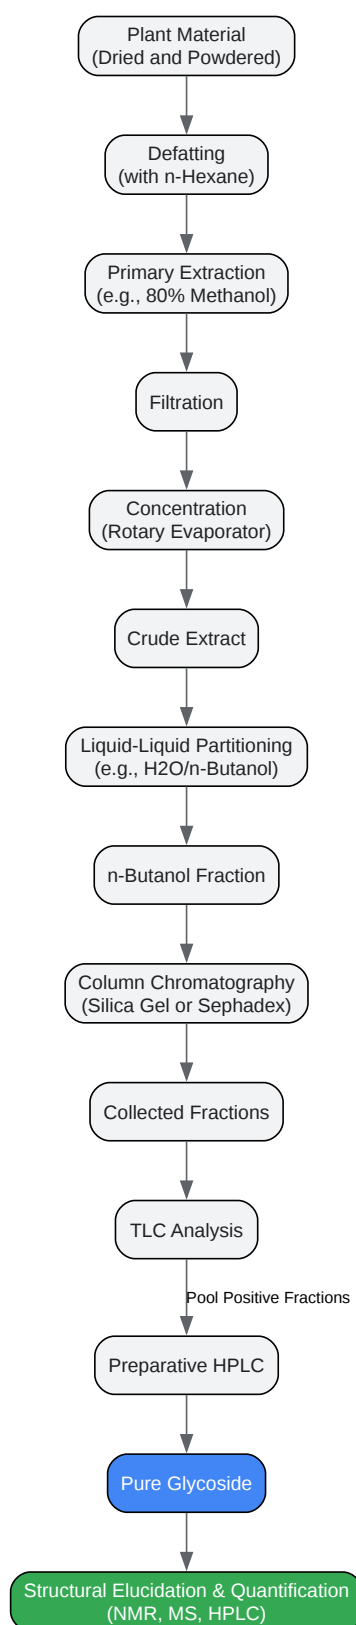 Plant Material
(Dried and Powdered)
Defatting
(with n-Hexane)
Primary Extraction
(e.g., 80% Methanol)
Filtration
Concentration
(Rotary Evaporator)
Crude Extract
Liquid-Liquid Partitioning
(e.g., H2O/n-Butanol)
n-Butanol Fraction
Column Chromatography
(Silica Gel or Sephadex)
Collected Fractions
TLC Analysis
Pool Positive Fractions
Preparative HPLC
Pure Glycoside
Structural Elucidation & Quantification
(NMR, MS, HPLC)